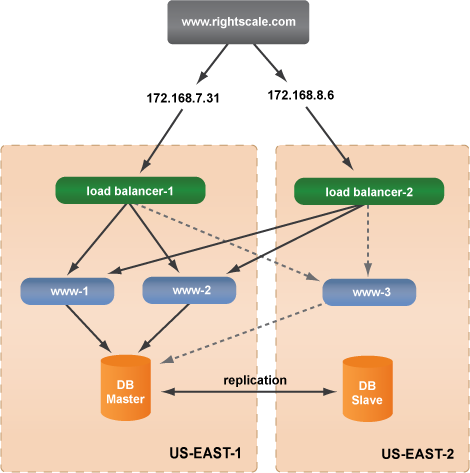 www.rightscale.com
172.168.7.31
172.168.8.6
load balancer-1
load balancer-2
www-1
www-2
www-3
DB
Master
replication
DB
Slave
US-EAST-1
US-EAST-2